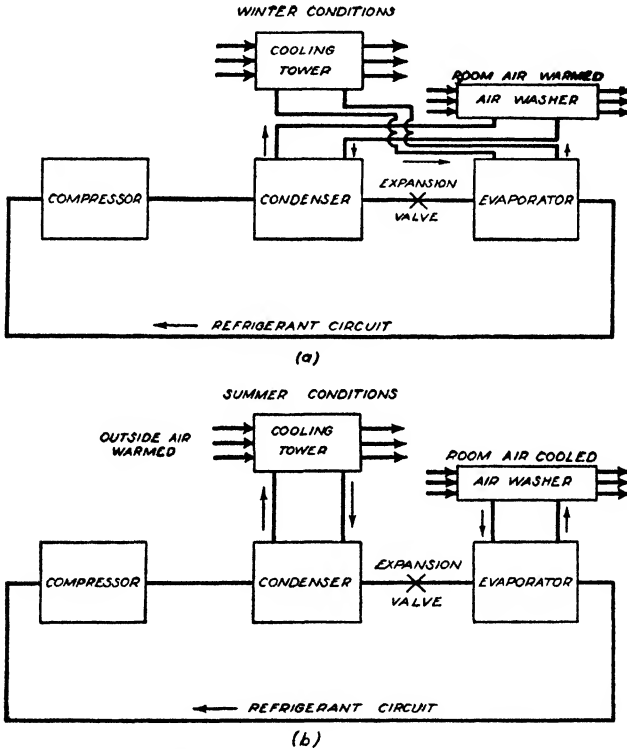 WINTER CONDITIONS
COOLING
TOWER
ROOM AIR WARMED
AIR WASHER
COMPRESSOR
CONDENSER
EXPANSION
VALVE
EVAPORATOR
REFRIGERANT CIRCUIT
(a)
SUMMER CONDITIONS
OUTSIDE AIR
WARMED
COOLING
TOWER
ROOM AIR COOLED
AIR WASHER
COMPRESSOR
CONDENSER
EXPANSION
VALVE
EVAPORATOR
REFRIGERANT CIRCUIT
(b)